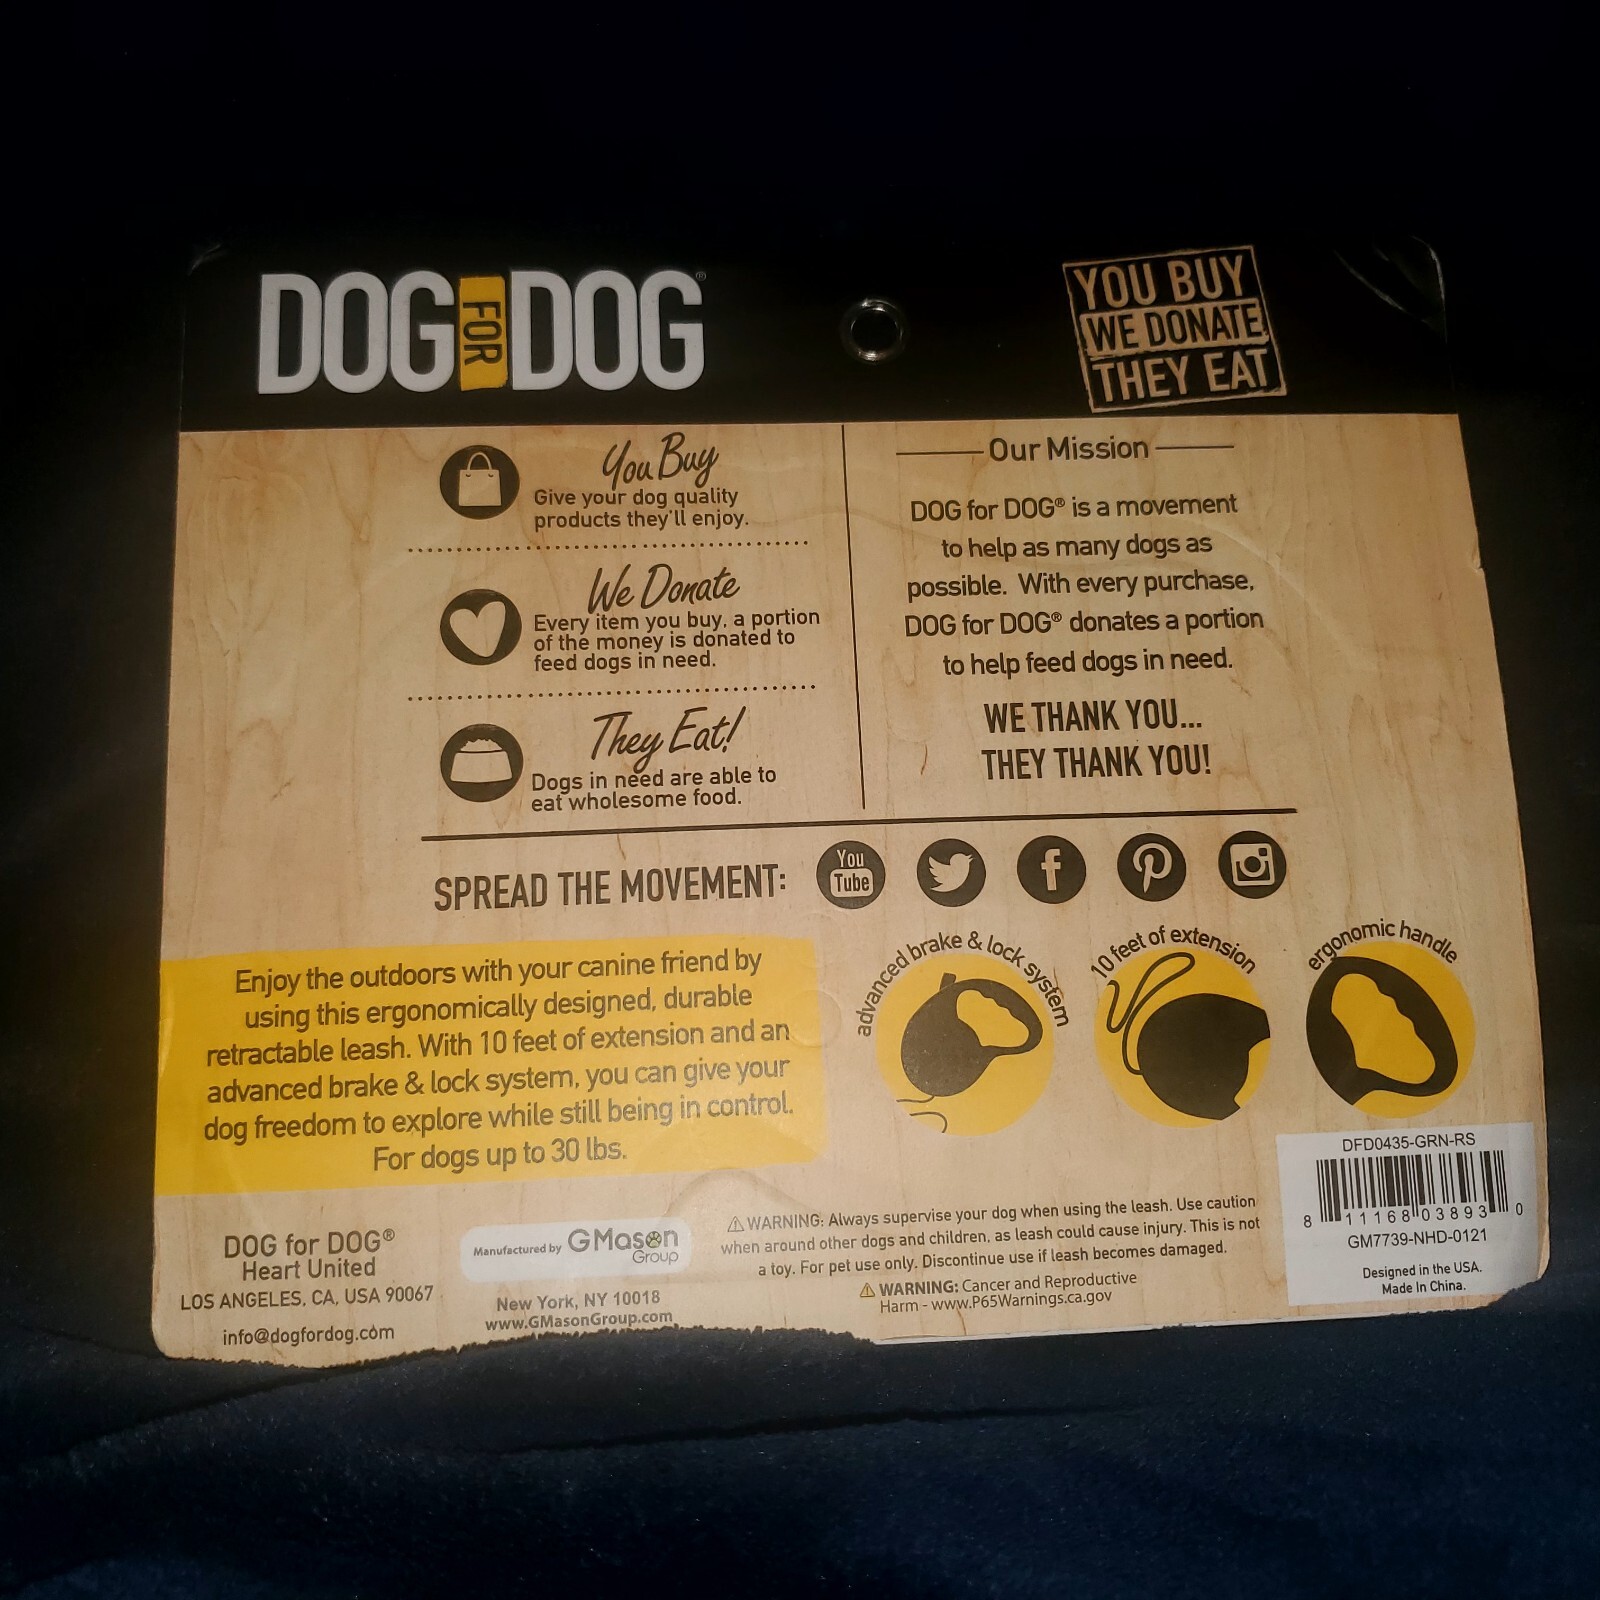 DOG FOR DOG®
YOU BUY
WE DONATE
THEY EAT
You Buy
Give your dog quality
products they'll enjoy.
We Donate
Every item you buy, a portion
of the money is donated to
feed dogs in need.
They Eat!
Dogs in need are able to
eat wholesome food.
Our Mission
DOG for DOG® is a movement
to help as many dogs as
possible. With every purchase,
DOG for DOG® donates a portion
to help feed dogs in need.
WE THANK YOU...
THEY THANK YOU!
SPREAD THE MOVEMENT:
You
Tube
f
Enjoy the outdoors with your canine friend by
using this ergonomically designed, durable
retractable leash. With 10 feet of extension and an
advanced brake & lock system, you can give your
dog freedom to explore while still being in control.
For dogs up to 30 lbs.
advanced brake & lock system
10 feet of extension
ergonomic handle
DOG for DOG®
Heart United
LOS ANGELES, CA, USA 90067
info@dogfordog.com
Manufactured by GMason
Group
New York, NY 10018
www.GMasonGroup.com
⚠ WARNING: Always supervise your dog when using the leash. Use caution
when around other dogs and children, as leash could cause injury. This is not
a toy. For pet use only. Discontinue use if leash becomes damaged.
⚠ WARNING: Cancer and Reproductive
Harm - www.P65Warnings.ca.gov
DFD0435-GRN-RS
8 11168 03893 0
GM7739-NHD-0121
Designed in the USA.
Made In China.